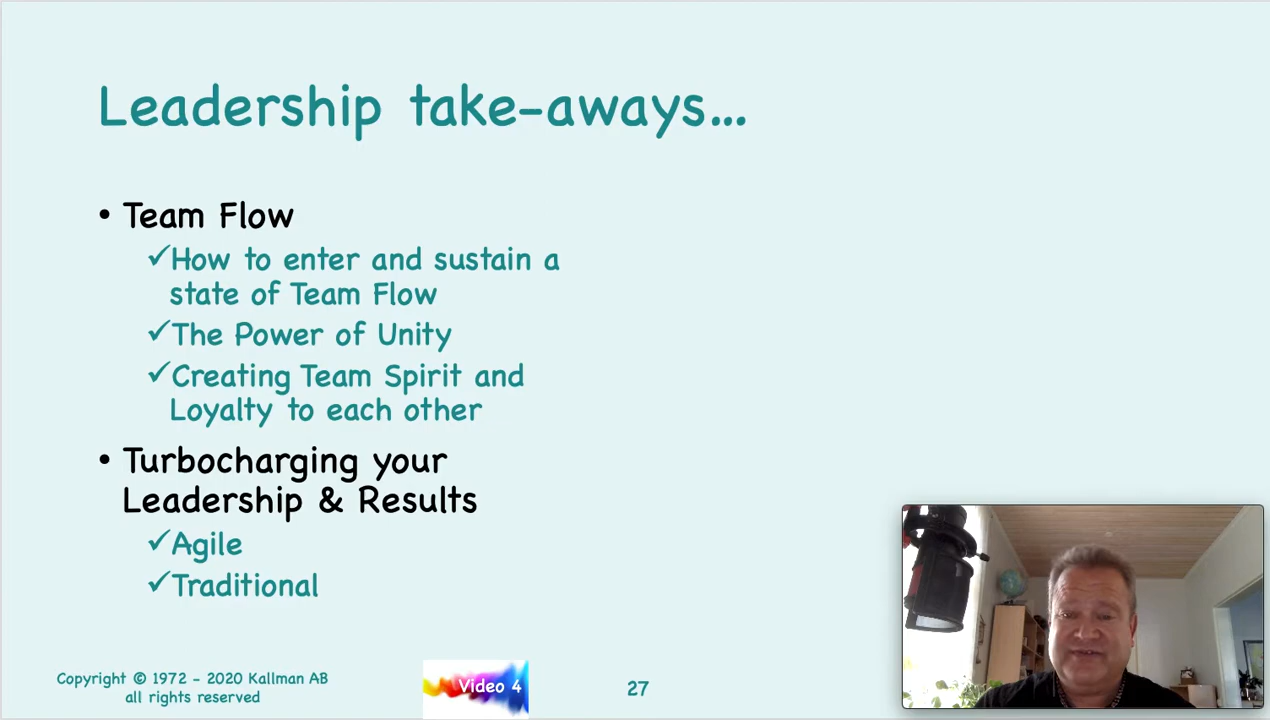 Leadership take-aways...
• Team Flow
✓How to enter and sustain a
state of Team Flow
✓The Power of Unity
✓Creating Team Spirit and
Loyalty to each other
• Turbocharging your
Leadership & Results
✓Agile
✓Traditional
Copyright © 1972 - 2020 Kallman AB
all rights reserved
Video 4
27